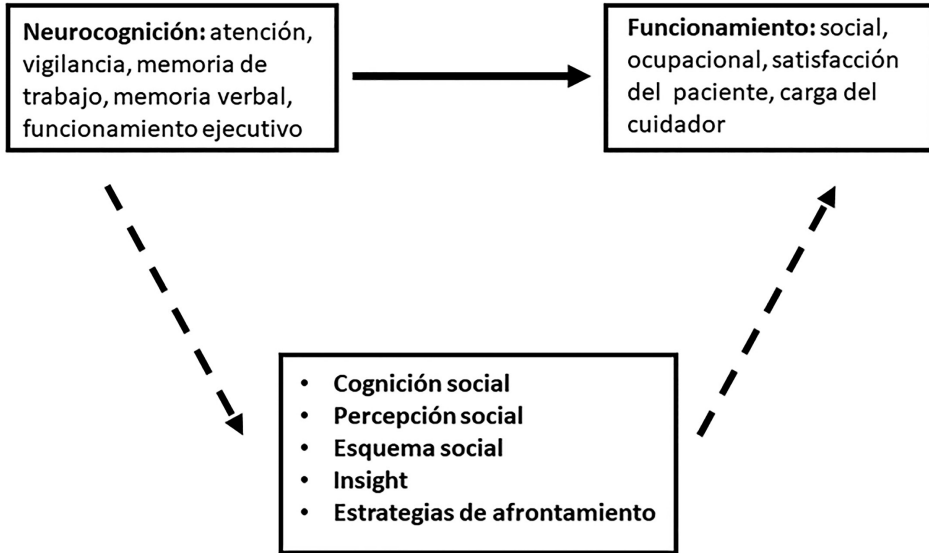 Neurocognición: atención,
vigilancia, memoria de
trabajo, memoria verbal,
funcionamiento ejecutivo
Funcionamiento: social,
ocupacional, satisfacción
del paciente, carga del
cuidador
• Cognición social
• Percepción social
• Esquema social
• Insight
• Estrategias de afrontamiento